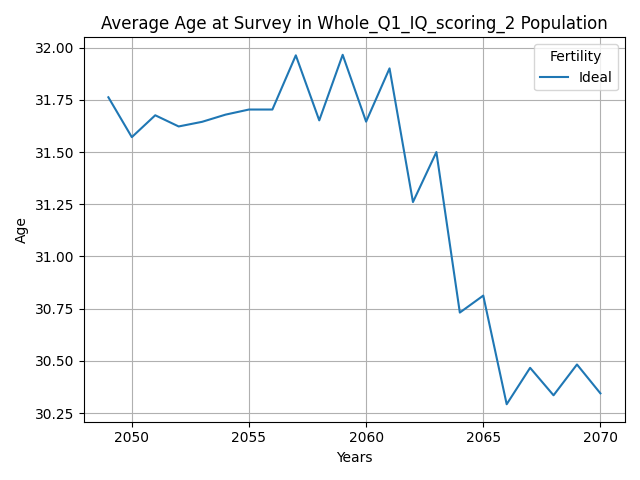 Average Age at Survey in Whole_Q1_IQ_scoring_2 Population
Fertility
Ideal
32.00
31.75
31.50
31.25
31.00
30.75
30.50
30.25
Age
2050
2055
2060
2065
2070
Years